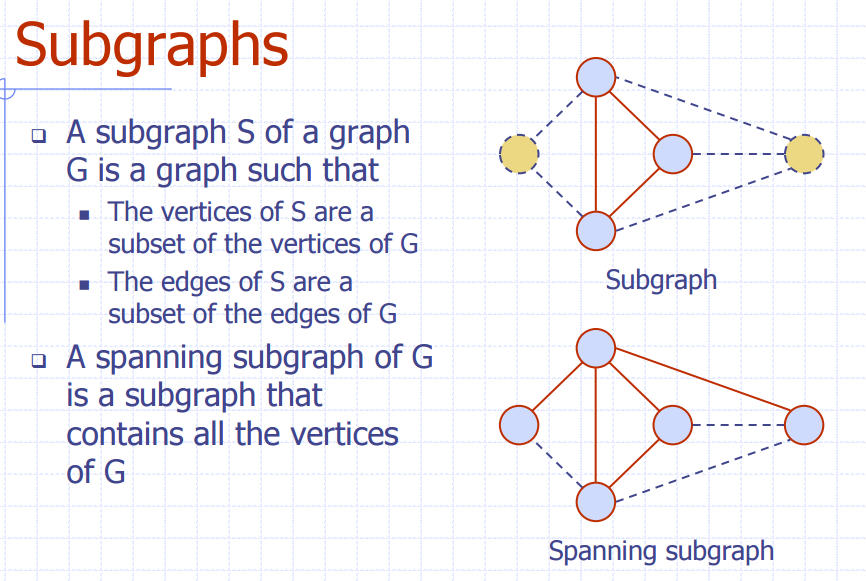 Subgraphs
❑ A subgraph S of a graph
G is a graph such that
■ The vertices of S are a
subset of the vertices of G
■ The edges of S are a
subset of the edges of G
❑ A spanning subgraph of G
is a subgraph that
contains all the vertices
of G
Subgraph
Spanning subgraph